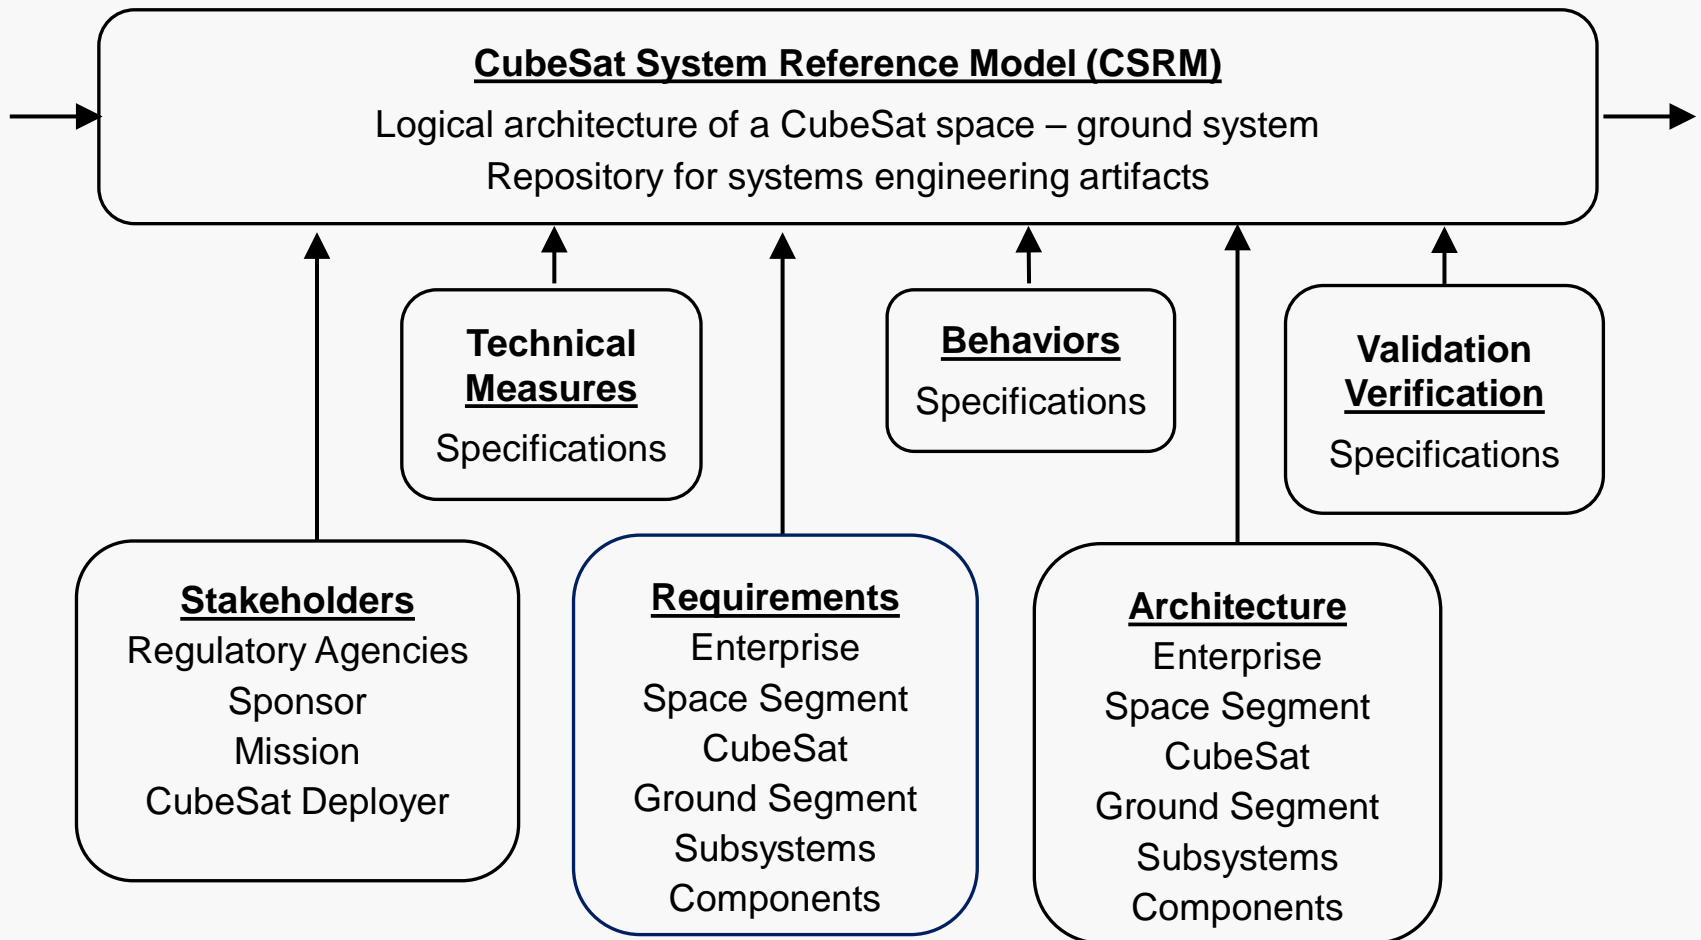 CubeSat System Reference Model (CSRM)
Logical architecture of a CubeSat space – ground system
Repository for systems engineering artifacts
Technical
Measures
Specifications
Behaviors
Specifications
Validation
Verification
Specifications
Stakeholders
Regulatory Agencies
Sponsor
Mission
CubeSat Deployer
Requirements
Enterprise
Space Segment
CubeSat
Ground Segment
Subsystems
Components
Architecture
Enterprise
Space Segment
CubeSat
Ground Segment
Subsystems
Components